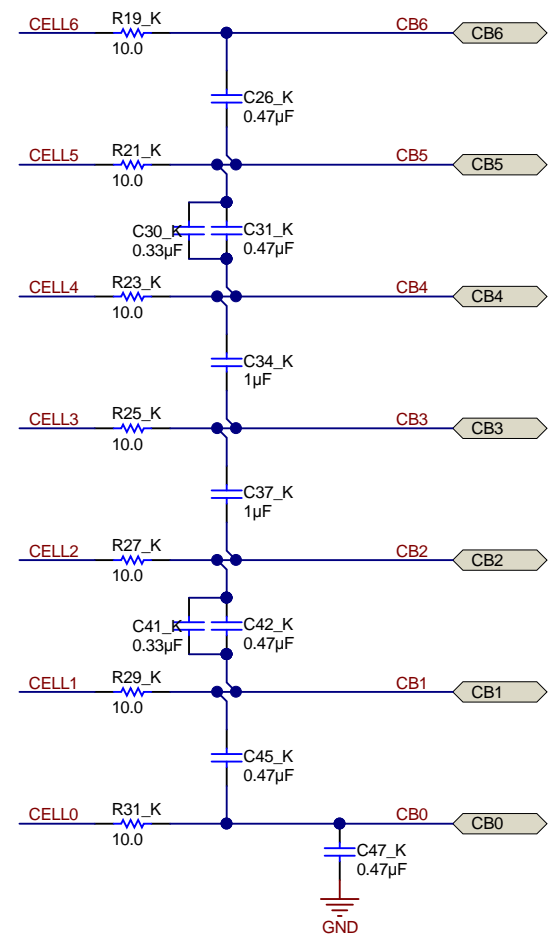 CELL6 R19_K CB6 CB6
10.0
C26_K
0.47µF
CELL5 R21_K CB5 CB5
10.0
C30_K C31_K
0.33µF 0.47µF
CELL4 R23_K CB4 CB4
10.0
C34_K
1µF
CELL3 R25_K CB3 CB3
10.0
C37_K
1µF
CELL2 R27_K CB2 CB2
10.0
C41_K C42_K
0.33µF 0.47µF
CELL1 R29_K CB1 CB1
10.0
C45_K
0.47µF
CELL0 R31_K CB0 CB0
10.0
C47_K
0.47µF
GND